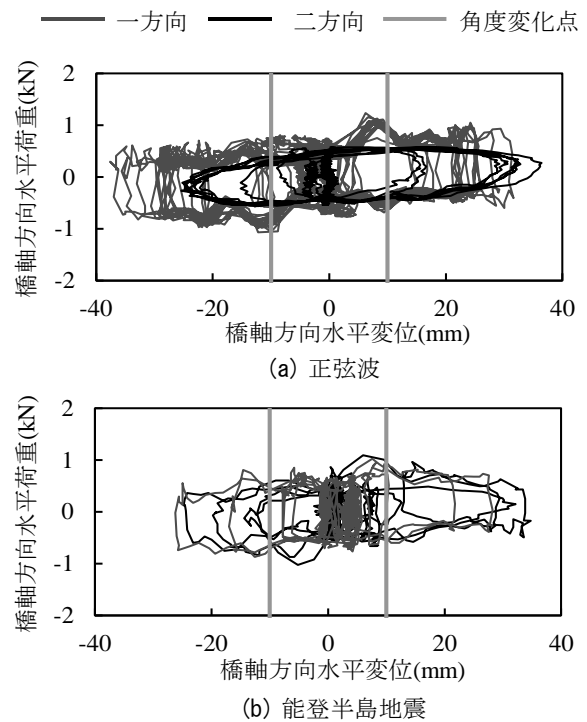 一方向 二方向 角度変化点
橋軸方向水平荷重(kN)
2
1
0
-1
-2
-40 -20 0 20 40
橋軸方向水平変位(mm)
(a) 正弦波
橋軸方向水平荷重(kN)
2
1
0
-1
-2
-40 -20 0 20 40
橋軸方向水平変位(mm)
(b) 能登半島地震